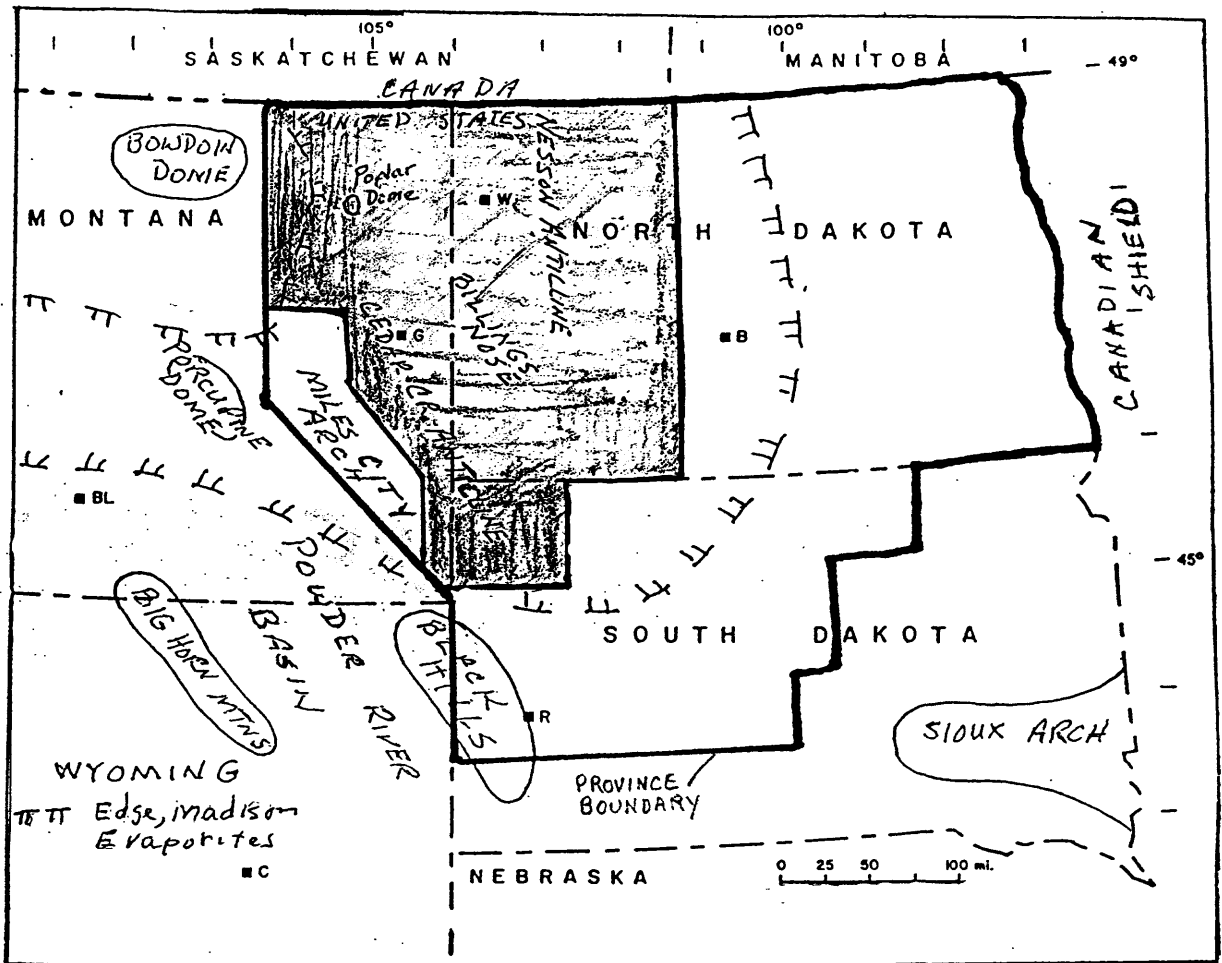 105°
100°
SASKATCHEWAN
MANITOBA
49°
CANADA
UNITED STATES
BOWDOIN
DOME
Poplar
Dome
W
NESSON ANTICLINE
MONTANA
NORTH DAKOTA
CANADIAN
SHIELD
BILLINGS
NOSE
G
B
CEDAR CR. ANTICLINE
PORCUPINE
DOME
MILES CITY
ARCH
BL
45°
POWDER RIVER
BASIN
BIG HORN MTNS
BLACK
HILLS
SOUTH DAKOTA
R
SIOUX ARCH
WYOMING
PROVINCE
BOUNDARY
Edge, Madison
Evaporites
C
NEBRASKA
0 25 50 100 mi.